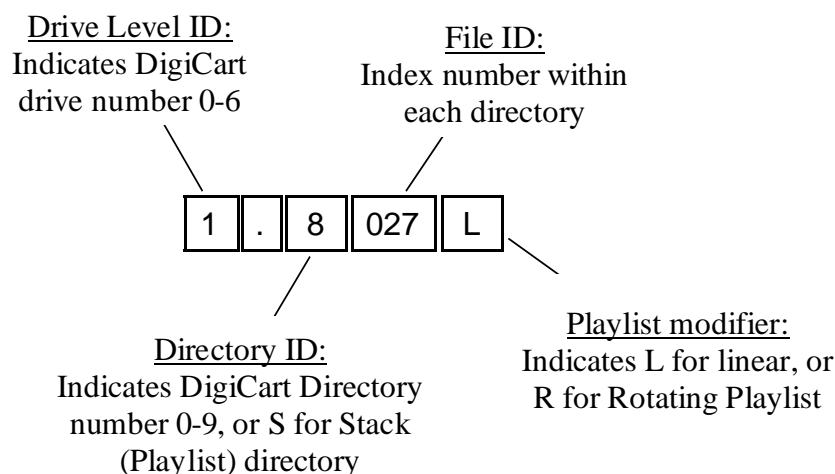 Drive Level ID:
Indicates DigiCart
drive number 0-6
File ID:
Index number within
each directory
1 . 8 027 L
Directory ID:
Indicates DigiCart Directory
number 0-9, or S for Stack
(Playlist) directory
Playlist modifier:
Indicates L for linear, or
R for Rotating Playlist